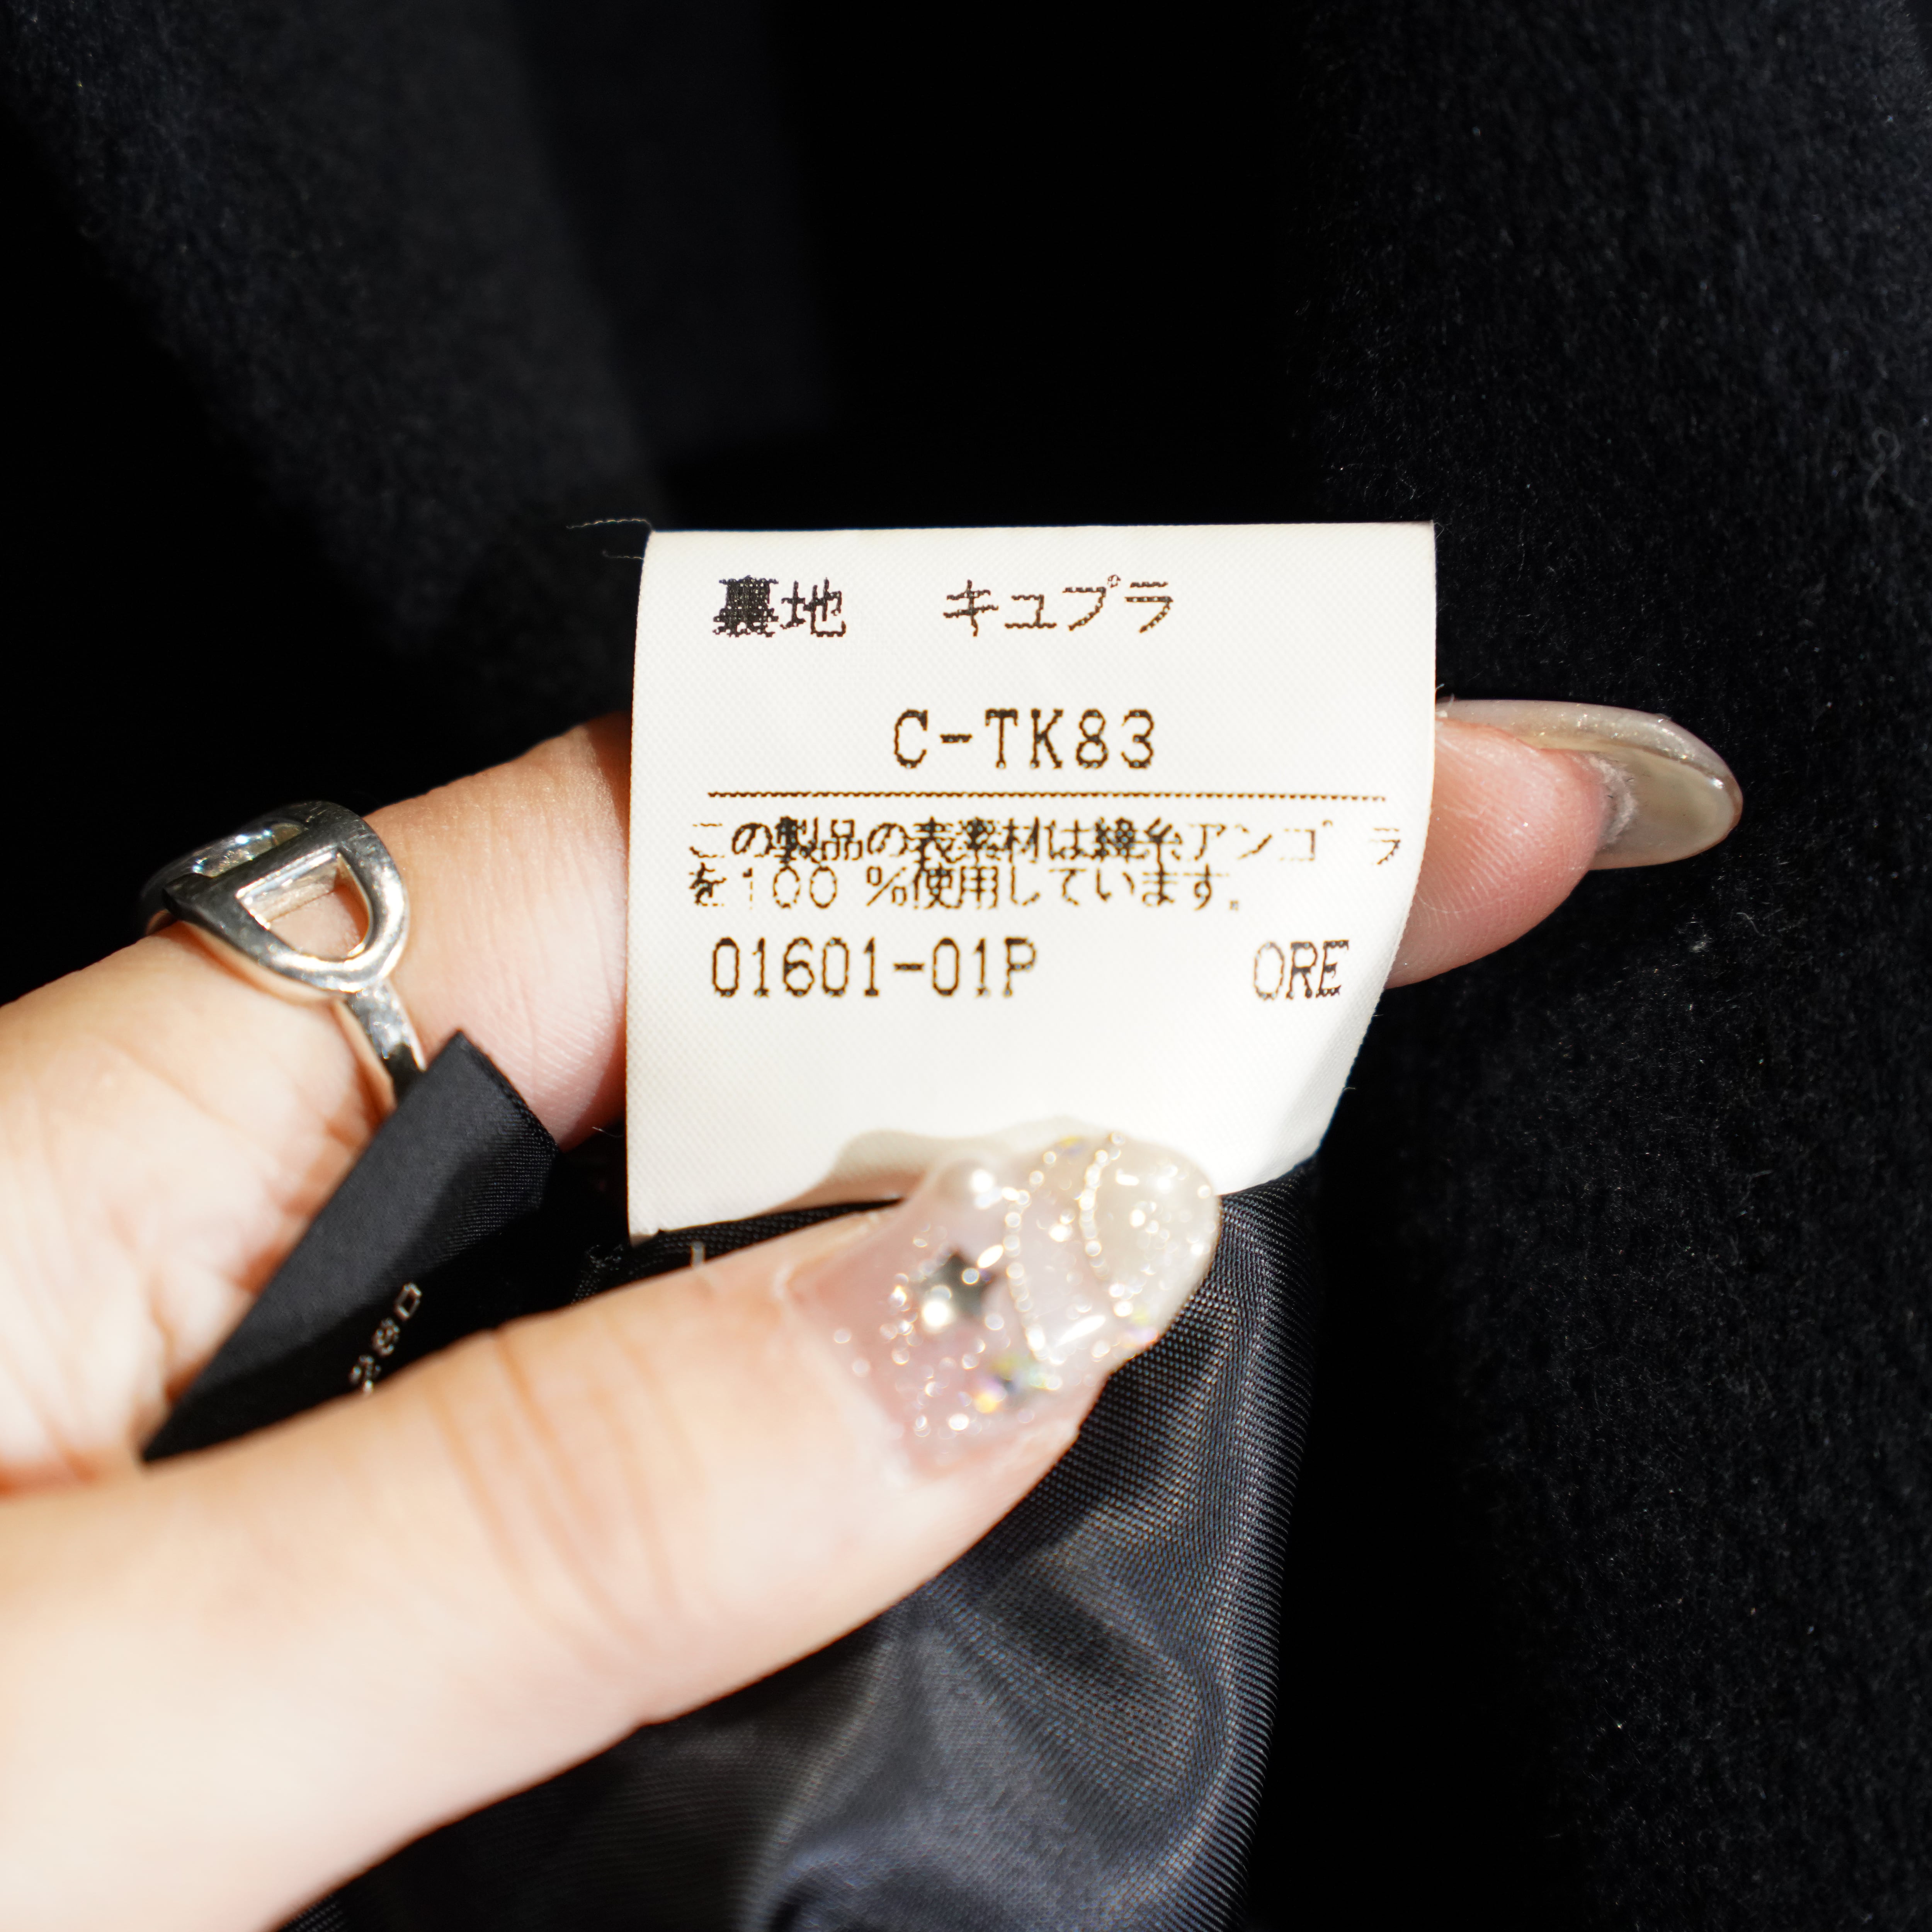 裏地 キュプラ
C-TK83
この製品の表素材は緯糸アンゴラ
を100%使用しています。
01601-01P ORE